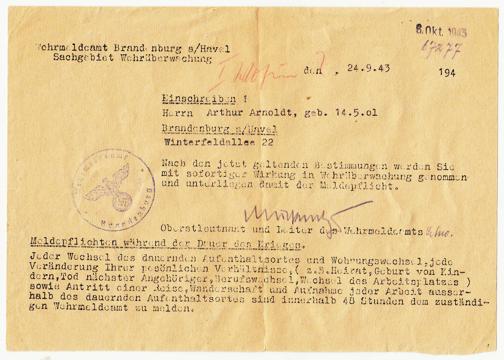 Wehrmeldeamt Brandenburg a/Havel
Sachgebiet Wehrüberwachung
8. Okt. 1943
17277
den 24.9.43 194
Einschreiben !
Herrn Arthur Arnoldt, geb. 14.5.01
Brandenburg a/Havel
Winterfeldallee 22
Nach den jetzt geltenden Bestimmungen werden Sie
mit sofortiger Wirkung in Wehrüberwachung genommen
und unterliegen damit der Meldepflicht.
Wehrmeldeamt
Brandenburg
Oberstleutnant und Leiter des Wehrmeldeamts
Meldepflichten während der Dauer des Krieges.
Jeder Wechsel des dauernden Aufenthaltsortes und Wohnungswechsel, jede
Veränderung Ihrer pesönlichen Verhältnisse,( z.B.Heirat,Geburt von Kin-
dern,Tod nächster Angehöriger,Berufswechsel,Wechsel des Arbeitsplatzes )
sowie Antritt einer Reise,Wanderschaft und Aufnahme jeder Arbeit ausser-
halb des dauernden Aufenthaltsortes sind innerhalb 48 Stunden dem zuständi-
gen Wehrmeldeamt zu melden.